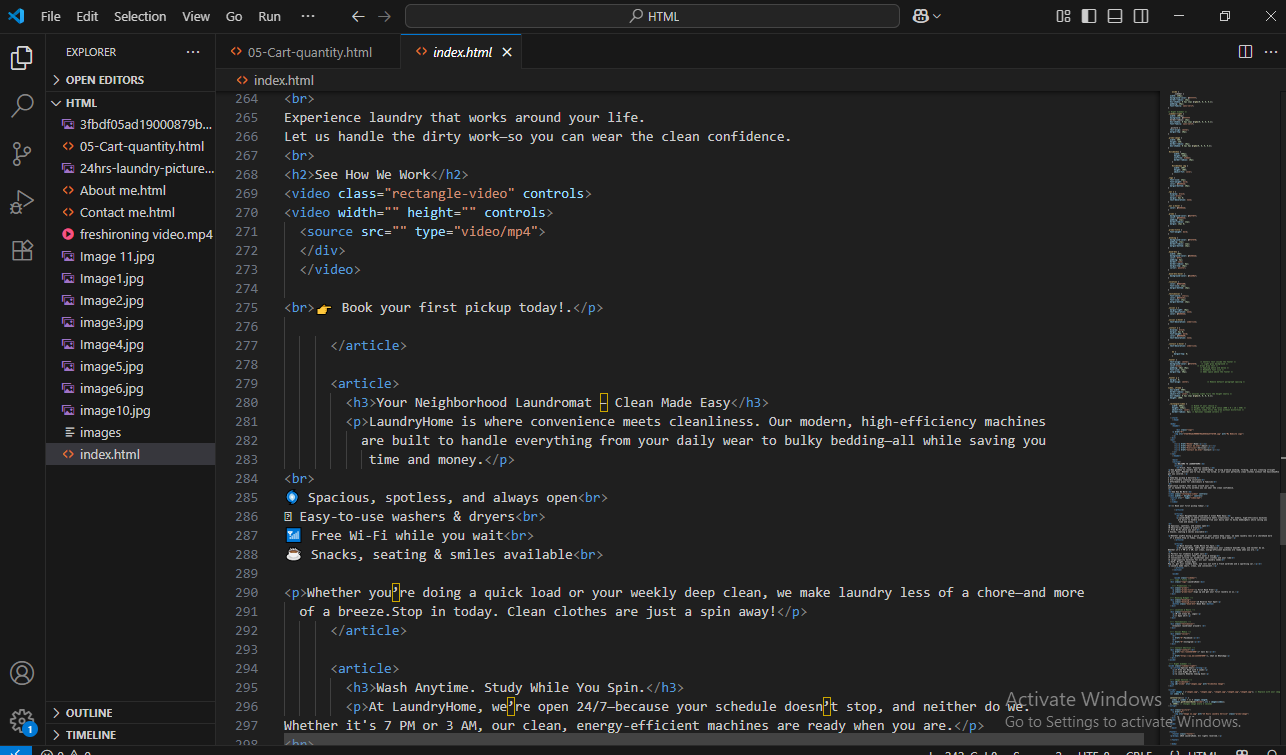 File Edit Selection View Go Run ··· HTML
EXPLORER ···
OPEN EDITORS
HTML
3fbdf05ad19000879b...
05-Cart-quantity.html
24hrs-laundry-picture...
About me.html
Contact me.html
freshironing video.mp4
Image 11.jpg
Image1.jpg
Image2.jpg
image3.jpg
Image4.jpg
image5.jpg
image6.jpg
image10.jpg
images
index.html
OUTLINE
TIMELINE
1
05-Cart-quantity.html index.html
index.html
264 <br>
265 Experience laundry that works around your life.
266 Let us handle the dirty work—so you can wear the clean confidence.
267 <br>
268 <h2>See How We Work</h2>
269 <video class="rectangle-video" controls>
270 <video width="" height="" controls>
271 <source src="" type="video/mp4">
272 </div>
273 </video>
274
275 <br>👉 Book your first pickup today!.</p>
276
277 </article>
278
279 <article>
280 <h3>Your Neighborhood Laundromat – Clean Made Easy</h3>
281 <p>LaundryHome is where convenience meets cleanliness. Our modern, high-efficiency machines
282 are built to handle everything from your daily wear to bulky bedding—all while saving you
283 time and money.</p>
284 <br>
285 Spacious, spotless, and always open<br>
286 Easy-to-use washers & dryers<br>
287 📶 Free Wi-Fi while you wait<br>
288 ☕ Snacks, seating & smiles available<br>
289
290 <p>Whether you’re doing a quick load or your weekly deep clean, we make laundry less of a chore—and more
291 of a breeze.Stop in today. Clean clothes are just a spin away!</p>
292 </article>
293
294 <article>
295 <h3>Wash Anytime. Study While You Spin.</h3>
296 <p>At LaundryHome, we’re open 24/7—because your schedule doesn’t stop, and neither do we.
297 Whether it's 7 PM or 3 AM, our clean, energy-efficient machines are ready when you are.</p>
298 <br>
Activate Windows
Go to Settings to activate Windows.